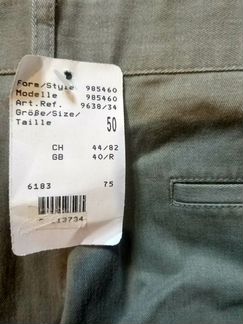 Form/Style 985460
Modelle 985460
Art.Ref. 9638/34
Größe/Size/
Taille 50
CH 44/82
GB 40/R
6183 75
13734